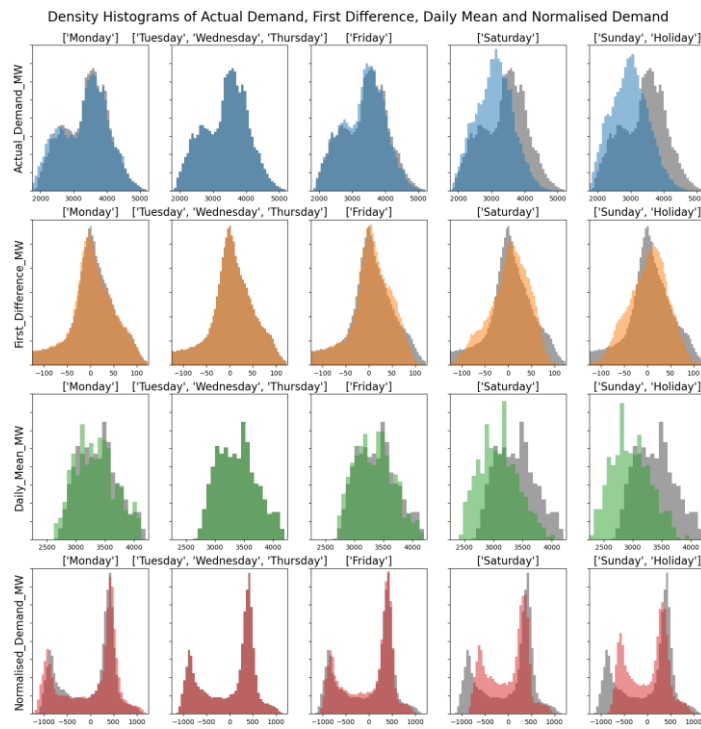 Density Histograms of Actual Demand, First Difference, Daily Mean and Normalised Demand
['Monday'] ['Tuesday', 'Wednesday', 'Thursday'] ['Friday'] ['Saturday'] ['Sunday', 'Holiday']
Actual_Demand_MW
2000 3000 4000 5000 2000 3000 4000 5000 2000 3000 4000 5000 2000 3000 4000 5000 2000 3000 4000 5000
['Monday'] ['Tuesday', 'Wednesday', 'Thursday'] ['Friday'] ['Saturday'] ['Sunday', 'Holiday']
First_Difference_MW
−100 −50 0 50 100 −100 −50 0 50 100 −100 −50 0 50 100 −100 −50 0 50 100 −100 −50 0 50 100
['Monday'] ['Tuesday', 'Wednesday', 'Thursday'] ['Friday'] ['Saturday'] ['Sunday', 'Holiday']
Daily_Mean_MW
2500 3000 3500 4000 2500 3000 3500 4000 2500 3000 3500 4000 2500 3000 3500 4000 2500 3000 3500 4000
['Monday'] ['Tuesday', 'Wednesday', 'Thursday'] ['Friday'] ['Saturday'] ['Sunday', 'Holiday']
Normalised_Demand_MW
−1000 −500 0 500 1000 −1000 −500 0 500 1000 −1000 −500 0 500 1000 −1000 −500 0 500 1000 −1000 −500 0 500 1000